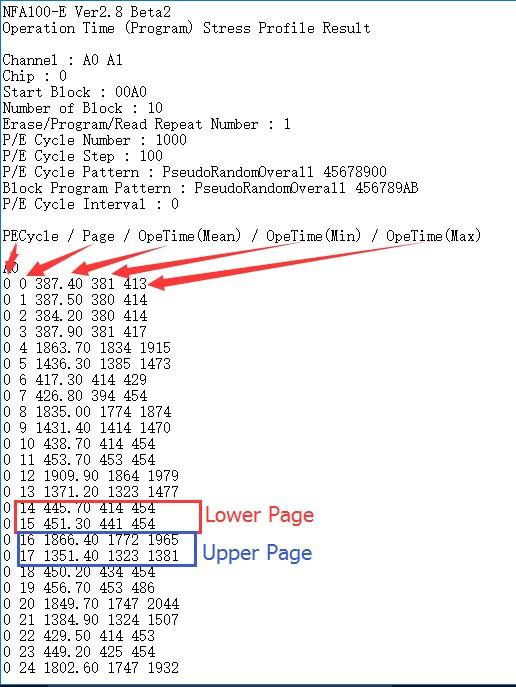 NFA100-E Ver2.8 Beta2
Operation Time (Program) Stress Profile Result
Channel : A0 A1
Chip : 0
Start Block : 00A0
Number of Block : 10
Erase/Program/Read Repeat Number : 1
P/E Cycle Number : 1000
P/E Cycle Step : 100
P/E Cycle Pattern : PseudoRandomOverall 45678900
Block Program Pattern : PseudoRandomOverall 456789AB
P/E Cycle Interval : 0
PECycle / Page / OpeTime(Mean) / OpeTime(Min) / OpeTime(Max)
A0
0 0 387.40 381 413
0 1 387.50 380 414
0 2 384.20 380 414
0 3 387.90 381 417
0 4 1863.70 1834 1915
0 5 1436.30 1385 1473
0 6 417.30 414 429
0 7 426.80 394 454
0 8 1835.00 1774 1874
0 9 1431.40 1414 1470
0 10 438.70 414 454
0 11 453.70 453 454
0 12 1909.90 1864 1979
0 13 1371.20 1323 1477
0 14 445.70 414 454
0 15 451.30 441 454
Lower Page
0 16 1866.40 1772 1965
0 17 1351.40 1323 1381
Upper Page
0 18 450.20 434 454
0 19 456.70 453 486
0 20 1849.70 1747 2044
0 21 1384.90 1324 1507
0 22 429.50 414 453
0 23 449.20 425 454
0 24 1802.60 1747 1932